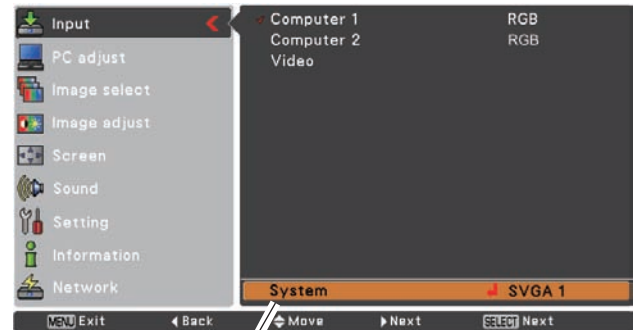 Input
PC adjust
Image select
Image adjust
Screen
Sound
Setting
Information
Network
Computer 1 RGB
Computer 2 RGB
Video
System SVGA 1
MENU Exit Back Move Next SELECT Next